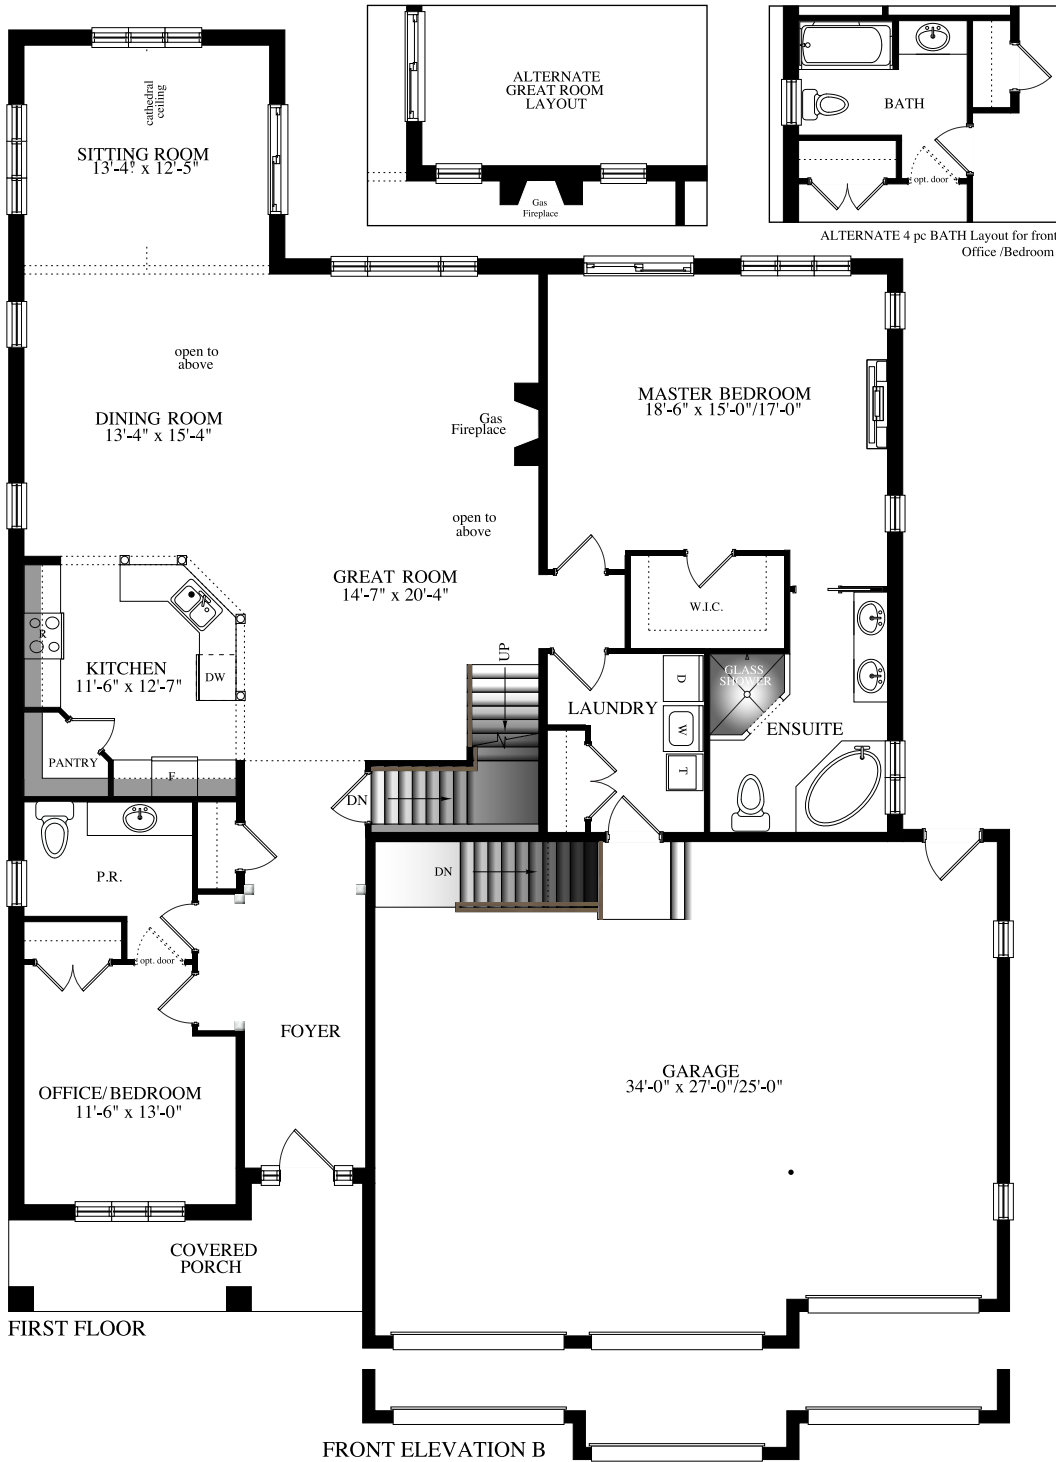 ALTERNATE
GREAT ROOM
LAYOUT
Gas
Fireplace
BATH
opt. door
ALTERNATE 4 pc BATH Layout for front
Office /Bedroom
cathedral
ceiling
SITTING ROOM
13'-4" x 12'-5"
open to
above
DINING ROOM
13'-4" x 15'-4"
Gas
Fireplace
MASTER BEDROOM
18'-6" x 15'-0"/17'-0"
open to
above
GREAT ROOM
14'-7" x 20'-4"
W.I.C.
R
KITCHEN
11'-6" x 12'-7"
DW
UP
D
GLASS
SHOWER
LAUNDRY
W
ENSUITE
PANTRY
F
T
DN
P.R.
DN
opt. door
FOYER
OFFICE/BEDROOM
11'-6" x 13'-0"
GARAGE
34'-0" x 27'-0"/25'-0"
COVERED
PORCH
FIRST FLOOR
FRONT ELEVATION B